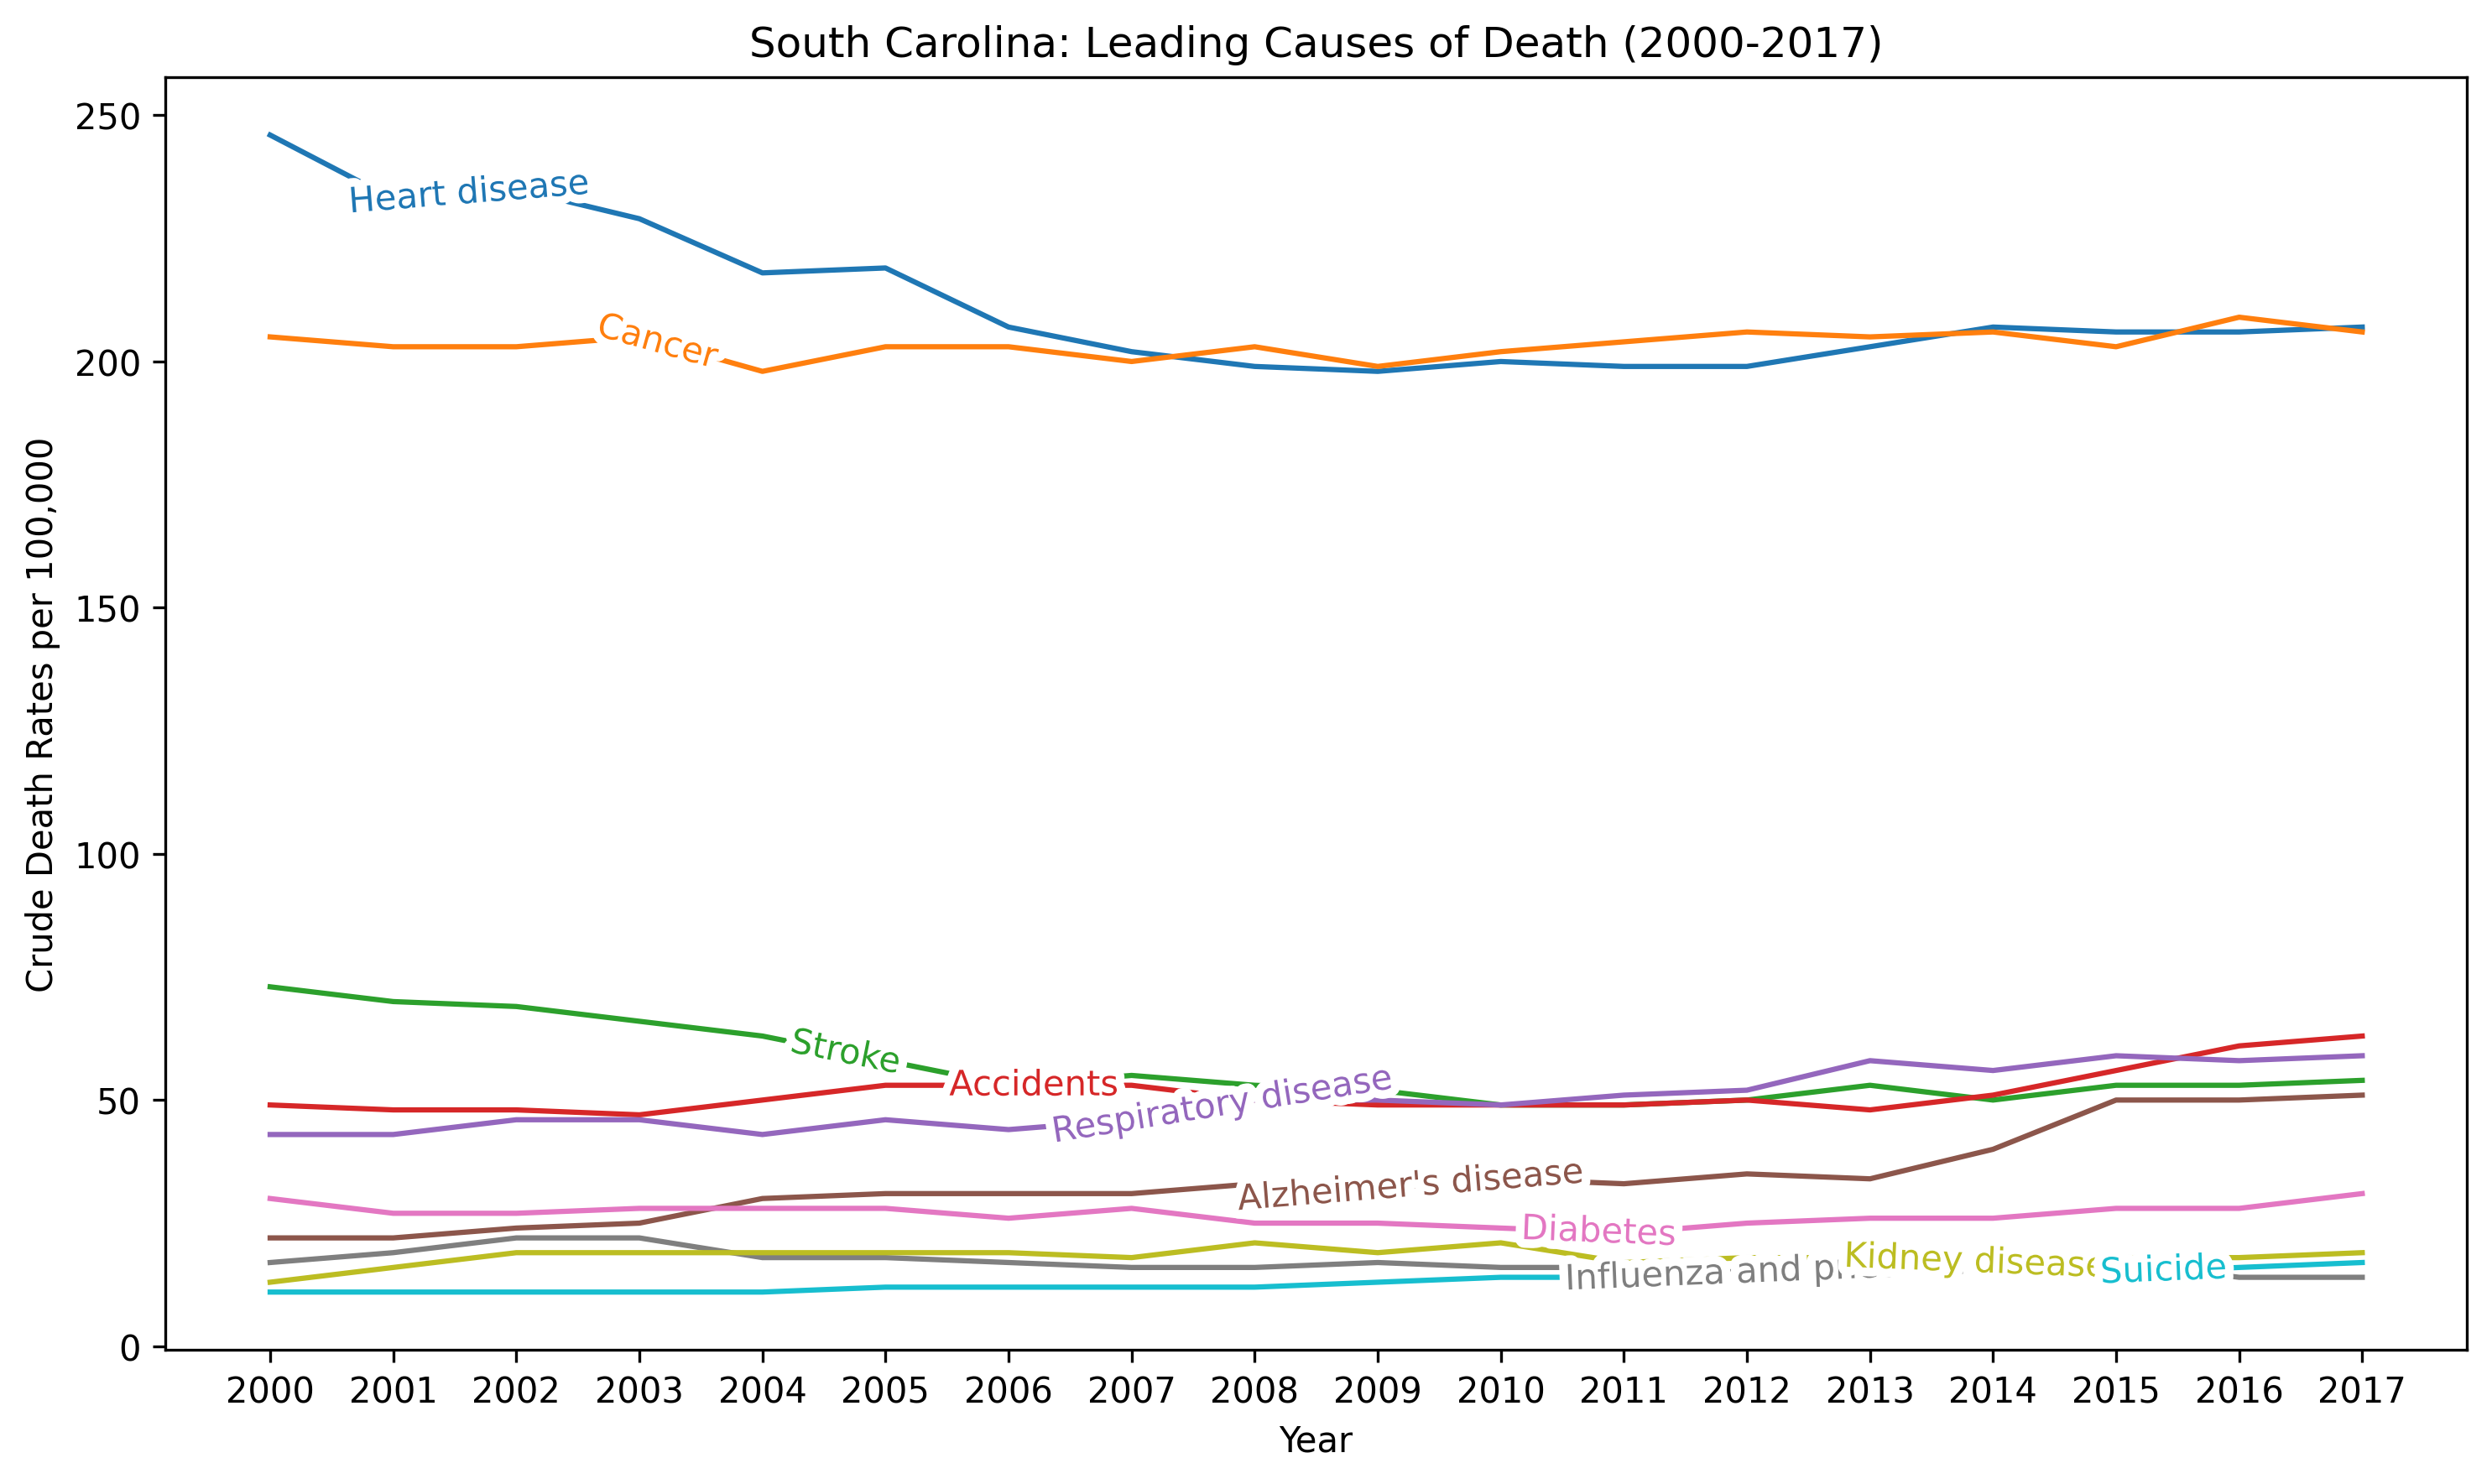 South Carolina: Leading Causes of Death (2000-2017)
Crude Death Rates per 100,000
250
200
150
100
50
0
Heart disease
Cancer
Stroke
Accidents
Respiratory disease
Alzheimer's disease
Diabetes
Influenza and
Kidney disease
Suicide
2000 2001 2002 2003 2004 2005 2006 2007 2008 2009 2010 2011 2012 2013 2014 2015 2016 2017
Year